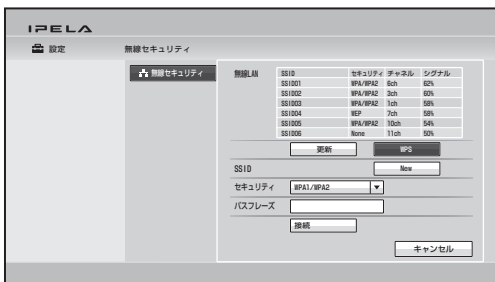 IPELA
設定 無線セキュリティ
無線セキュリティ
無線LAN
SSID セキュリティ チャネル シグナル
SSID01 WPA/WPA2 6ch 62%
SSID02 WPA/WPA2 3ch 60%
SSID03 WPA/WPA2 1ch 58%
SSID04 WEP 7ch 58%
SSID05 WPA/WPA2 10ch 54%
SSID06 None 11ch 50%
更新 WPS
SSID New
セキュリティ WPA1/WPA2
パスフレーズ
接続
キャンセル